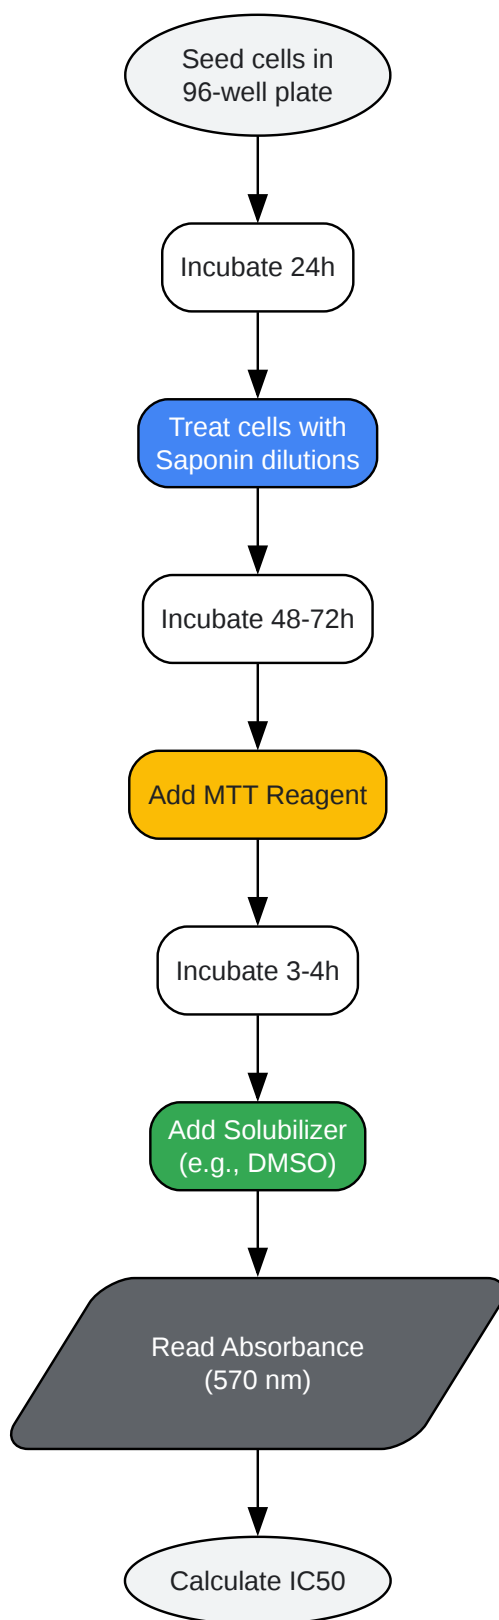 Seed cells in
96-well plate
Incubate 24h
Treat cells with
Saponin dilutions
Incubate 48-72h
Add MTT Reagent
Incubate 3-4h
Add Solubilizer
(e.g., DMSO)
Read Absorbance
(570 nm)
Calculate IC50